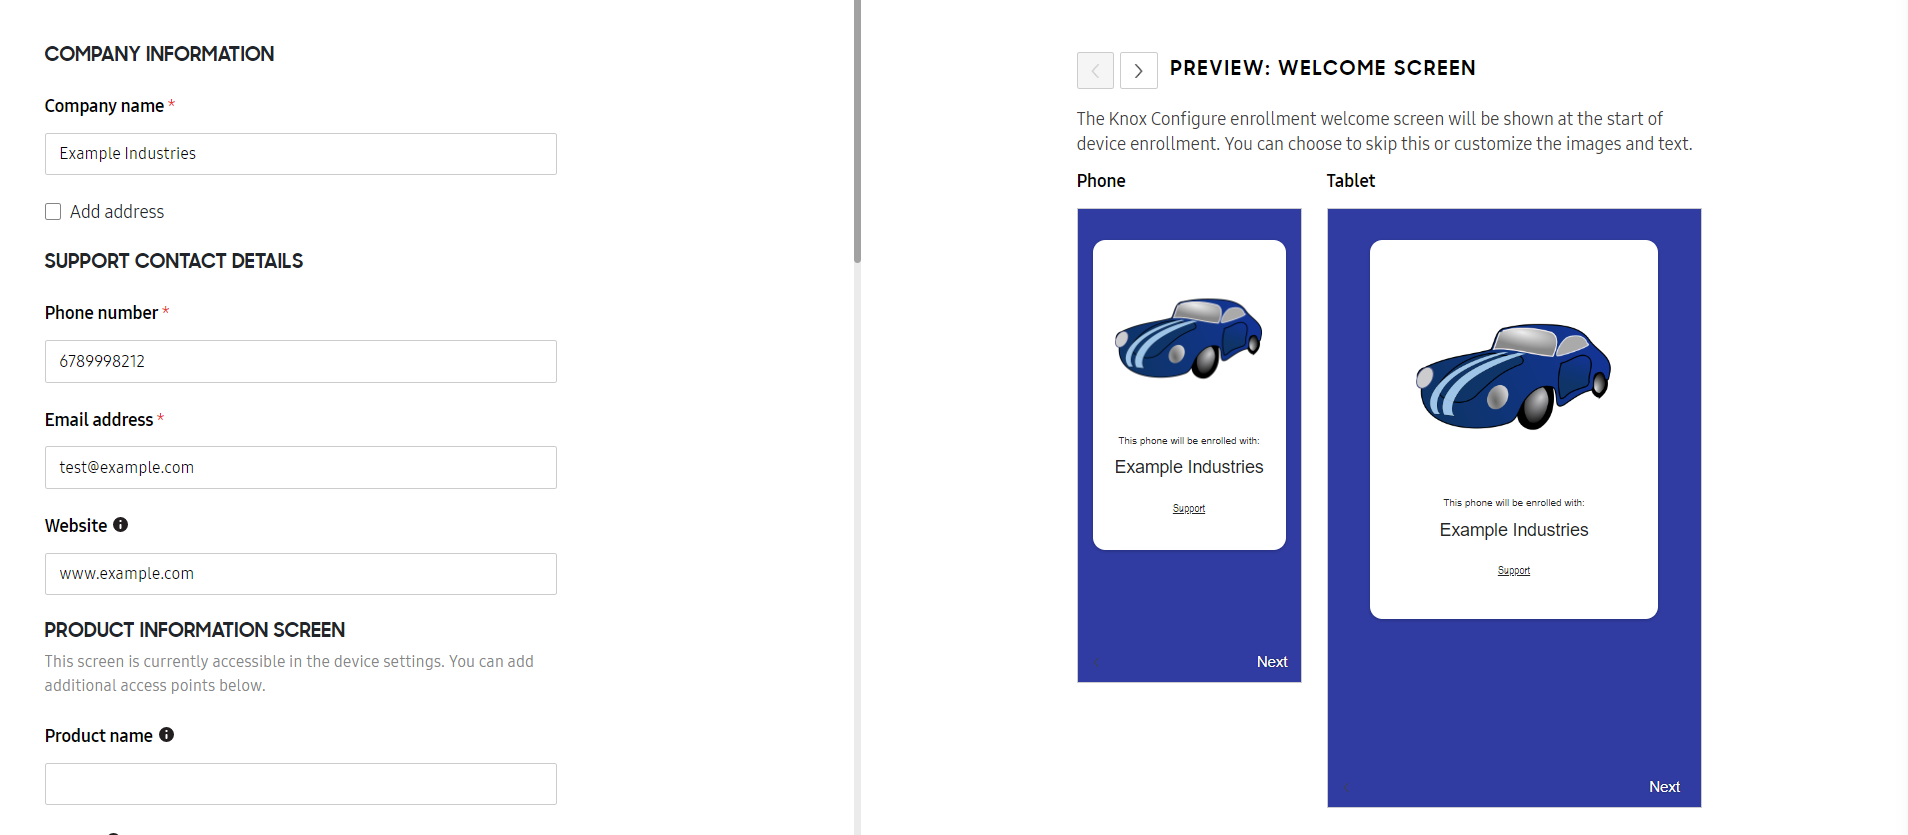 COMPANY INFORMATION
Company name *
Example Industries
Add address
SUPPORT CONTACT DETAILS
Phone number *
6789998212
Email address *
test@example.com
Website
www.example.com
PRODUCT INFORMATION SCREEN
This screen is currently accessible in the device settings. You can add
additional access points below.
Product name
PREVIEW: WELCOME SCREEN
The Knox Configure enrollment welcome screen will be shown at the start of
device enrollment. You can choose to skip this or customize the images and text.
Phone
This phone will be enrolled with:
Example Industries
Support
Next
Tablet
This phone will be enrolled with:
Example Industries
Support
Next